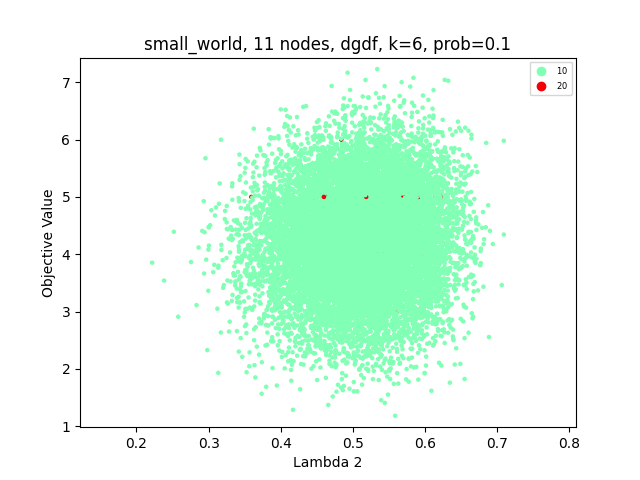 small_world, 11 nodes, dgdf, k=6, prob=0.1
10
20
7
6
5
4
3
2
1
Objective Value
0.2 0.3 0.4 0.5 0.6 0.7 0.8
Lambda 2